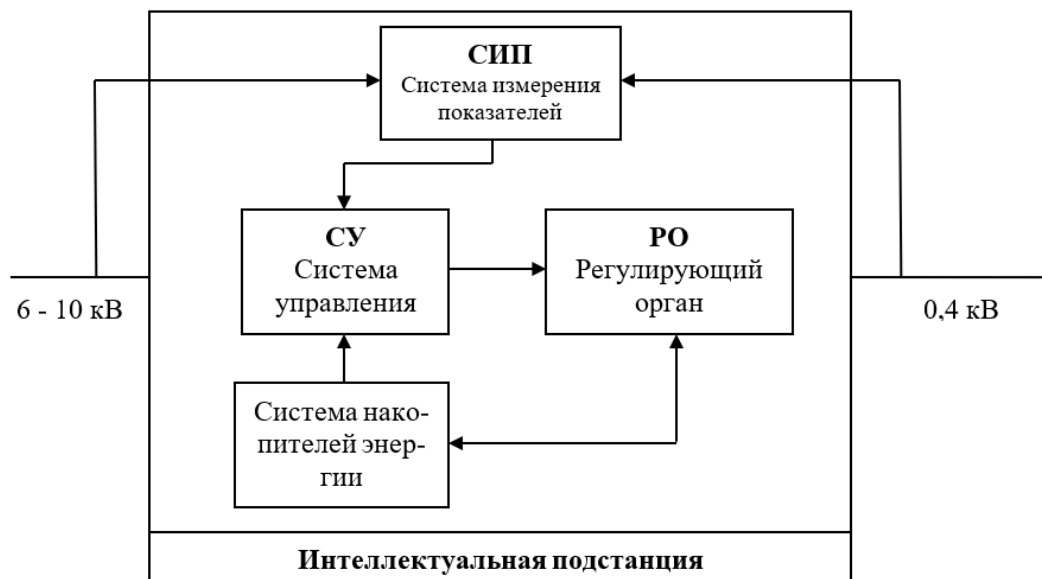 СИП
Система измерения
показателей
СУ
Система
управления
РО
Регулирующий
орган
6 - 10 кВ
0,4 кВ
Система нако-
пителей энер-
гии
Интеллектуальная подстанция